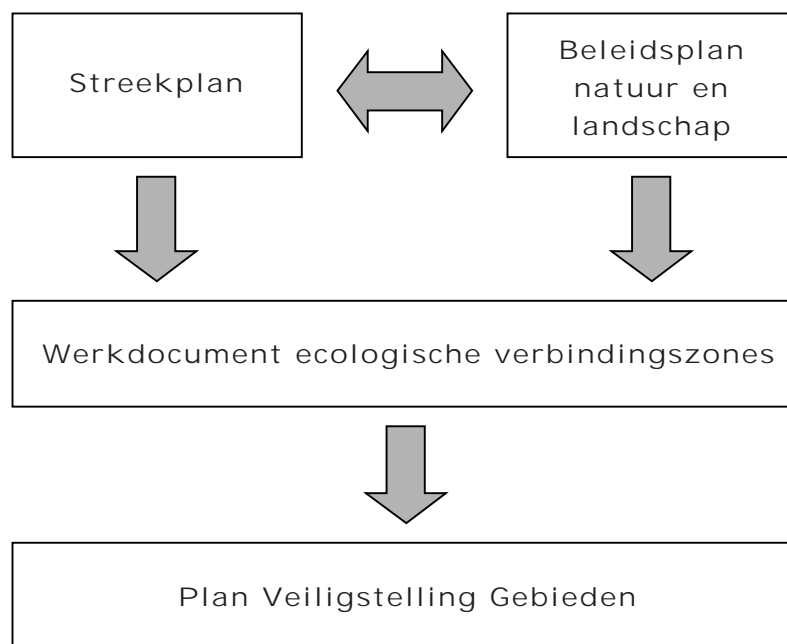 Streekplan
Beleidsplan
natuur en
landschap
Werkdocument ecologische verbindingszones
Plan Veiligstelling Gebieden